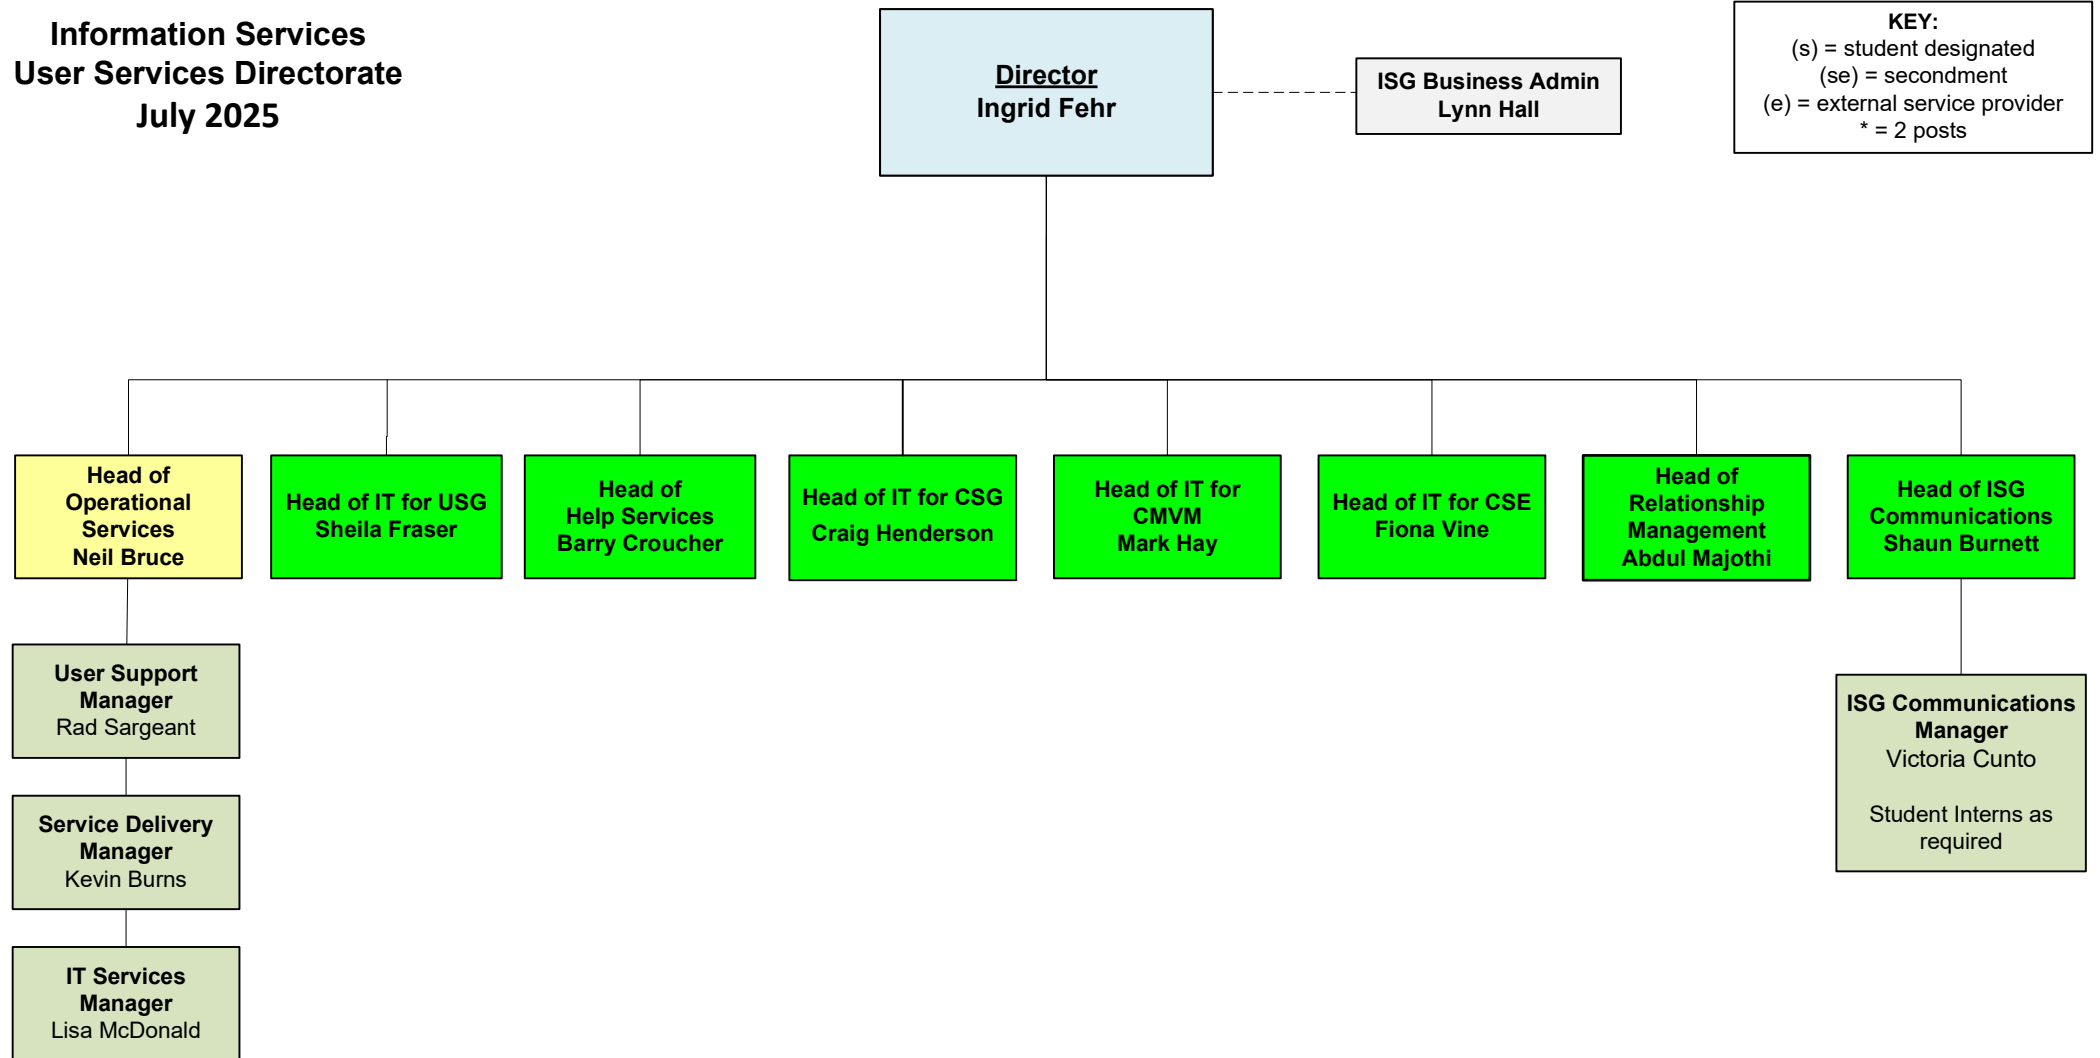 Information Services
User Services Directorate
July 2025
Director
Ingrid Fehr
ISG Business Admin
Lynn Hall
KEY:
(s) = student designated
(se) = secondment
(e) = external service provider
* = 2 posts
Head of
Operational
Services
Neil Bruce
Head of IT for USG
Sheila Fraser
Head of
Help Services
Barry Croucher
Head of IT for CSG
Craig Henderson
Head of IT for
CMVM
Mark Hay
Head of IT for CSE
Fiona Vine
Head of
Relationship
Management
Abdul Majothi
Head of ISG
Communications
Shaun Burnett
User Support
Manager
Rad Sargeant
Service Delivery
Manager
Kevin Burns
IT Services
Manager
Lisa McDonald
ISG Communications
Manager
Victoria Cunto
Student Interns as
required